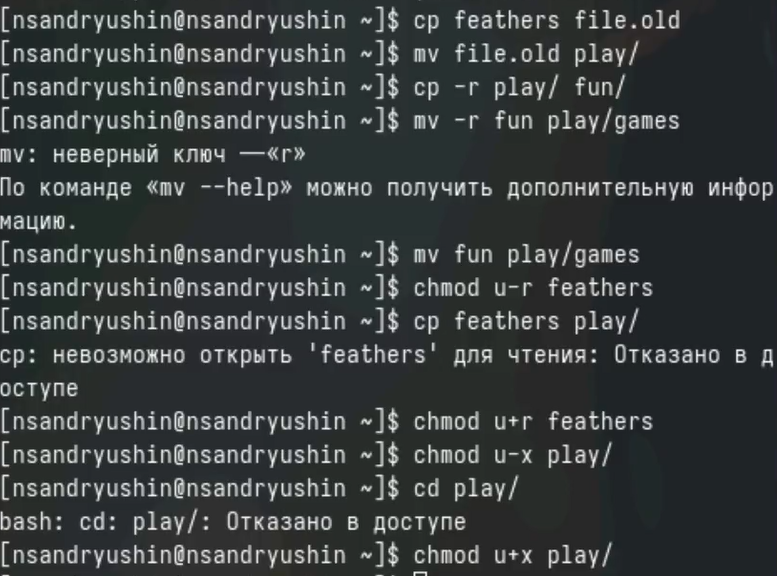 [nsandryushin@nsandryushin ~]$ cp feathers file.old
[nsandryushin@nsandryushin ~]$ mv file.old play/
[nsandryushin@nsandryushin ~]$ cp -r play/ fun/
[nsandryushin@nsandryushin ~]$ mv -r fun play/games
mv: неверный ключ —«r»
По команде «mv --help» можно получить дополнительную инфор
мацию.
[nsandryushin@nsandryushin ~]$ mv fun play/games
[nsandryushin@nsandryushin ~]$ chmod u-r feathers
[nsandryushin@nsandryushin ~]$ cp feathers play/
cp: невозможно открыть 'feathers' для чтения: Отказано в д
оступе
[nsandryushin@nsandryushin ~]$ chmod u+r feathers
[nsandryushin@nsandryushin ~]$ chmod u-x play/
[nsandryushin@nsandryushin ~]$ cd play/
bash: cd: play/: Отказано в доступе
[nsandryushin@nsandryushin ~]$ chmod u+x play/